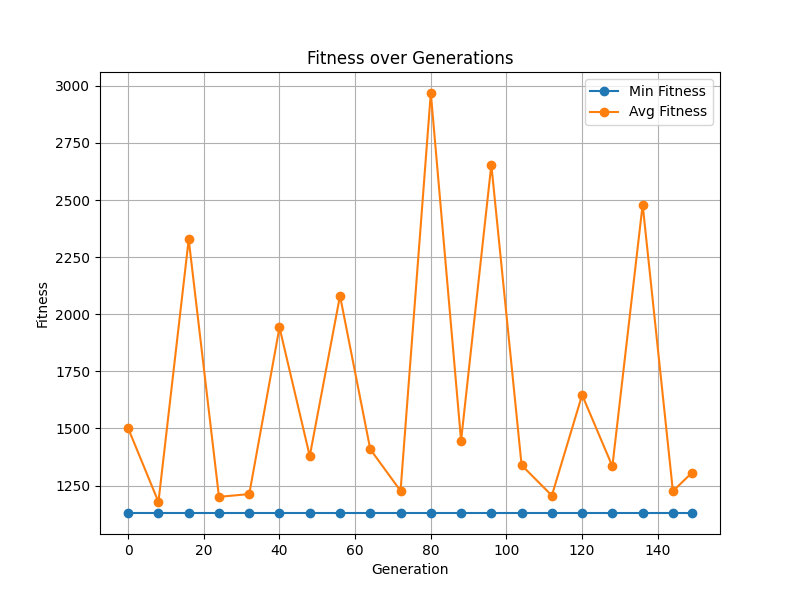 Fitness over Generations
Min Fitness
Avg Fitness
3000
2750
2500
2250
2000
1750
1500
1250
Fitness
0 20 40 60 80 100 120 140
Generation